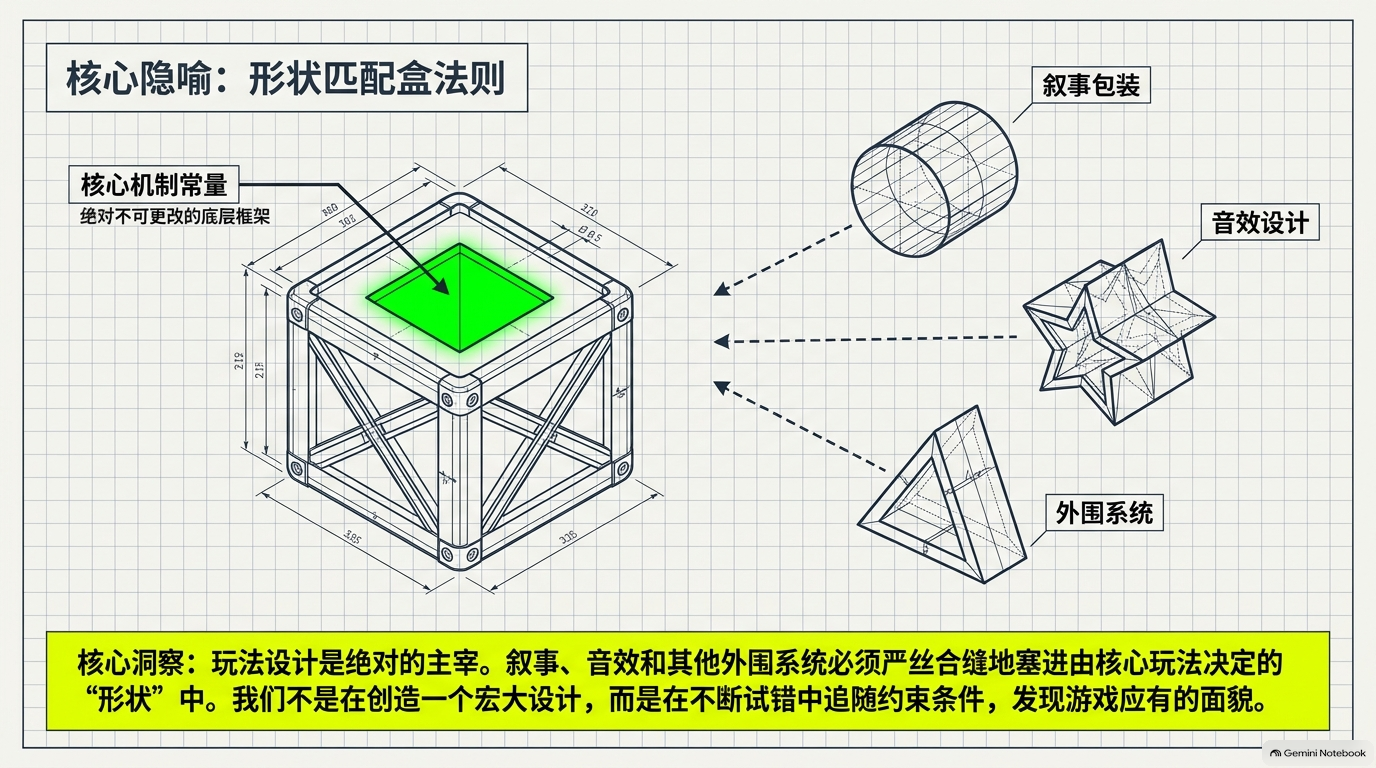 核心隐喻：形状匹配盒法则
核心机制常量
绝对不可更改的底层框架
叙事包装
音效设计
外围系统
核心洞察：玩法设计是绝对的主宰。叙事、音效和其他外围系统必须严丝合缝地塞进由核心玩法决定的
“形状”中。我们不是在创造一个宏大设计，而是在不断试错中追随约束条件，发现游戏应有的面貌。
Gemini Notebook